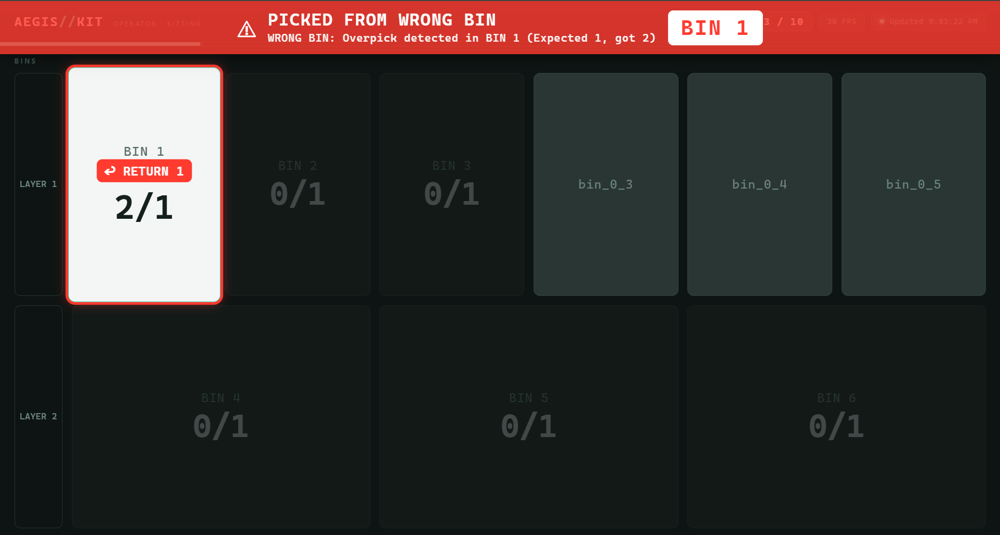 AEGIS//KIT
OPERATOR · KITTING
PICKED FROM WRONG BIN
WRONG BIN: Overpick detected in BIN 1 (Expected 1, got 2)
BIN 1
3 / 10
30 FPS
Updated 9:03:22 PM
BINS
LAYER 1
BIN 1
↩ RETURN 1
2/1
BIN 2
0/1
BIN 3
0/1
bin_0_3
bin_0_4
bin_0_5
LAYER 2
BIN 4
0/1
BIN 5
0/1
BIN 6
0/1